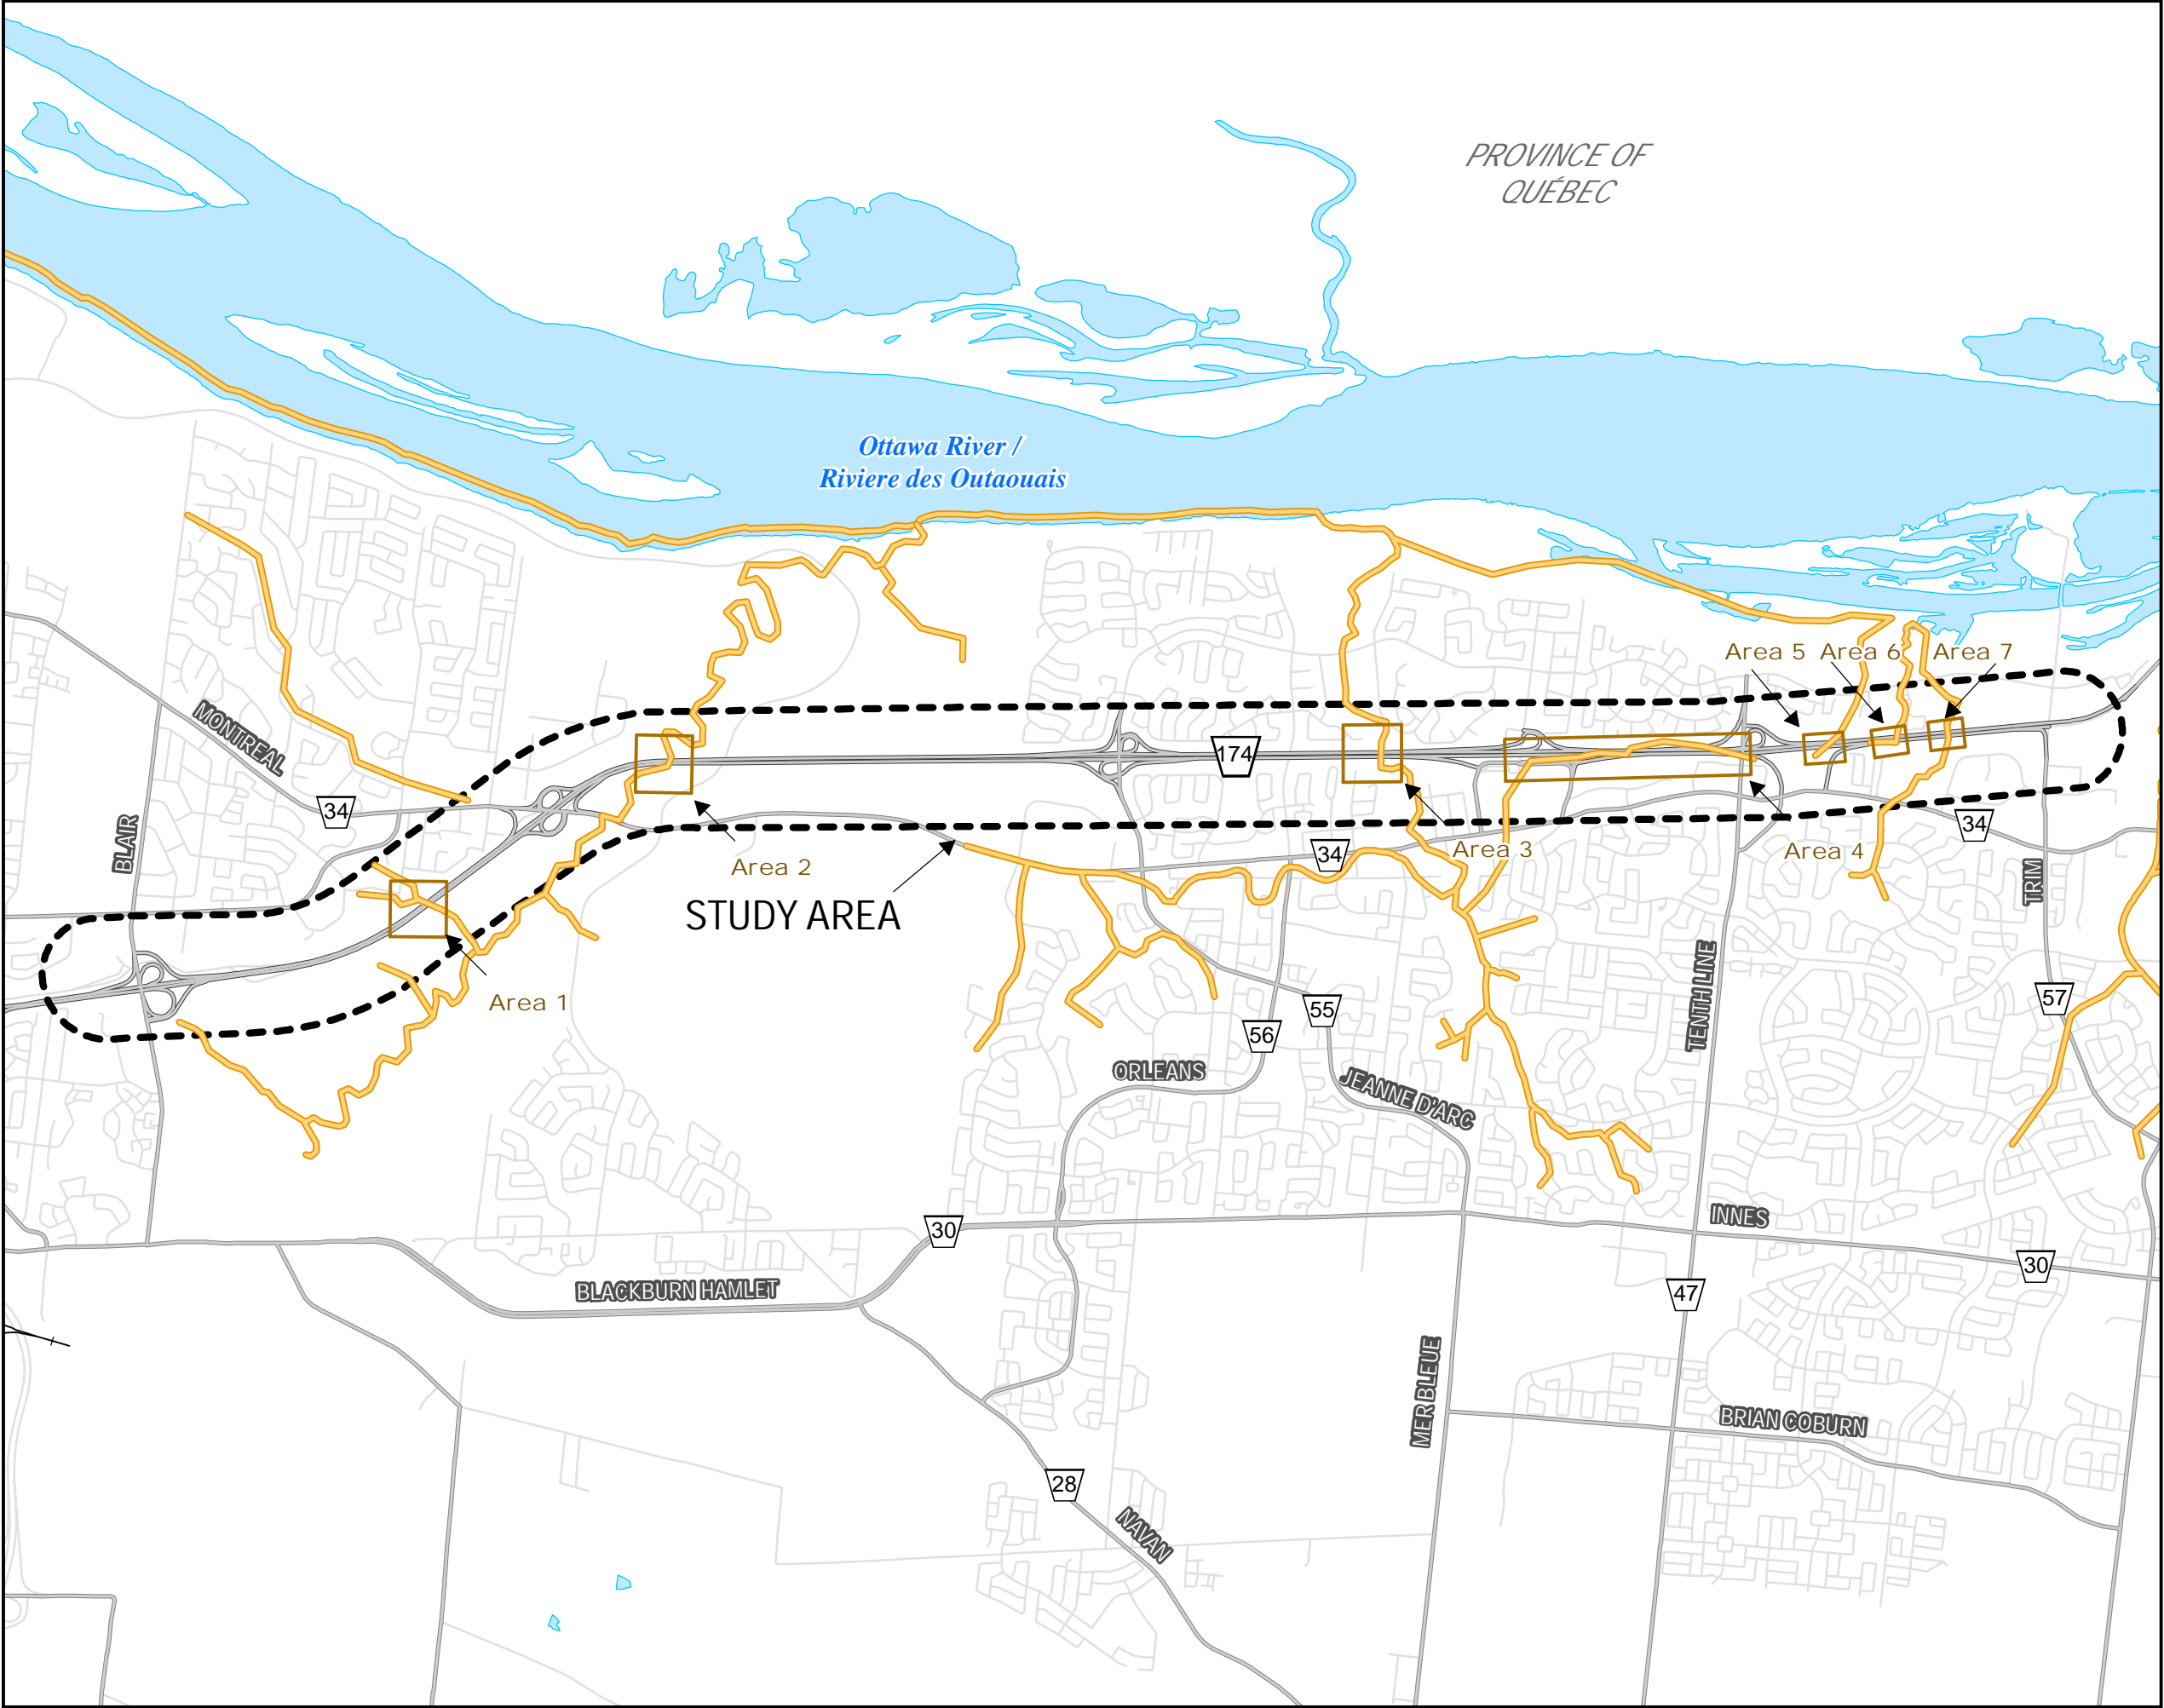 PROVINCE OF
QUÉBEC
Ottawa River /
Riviere des Outaouais
Area 5
Area 6
Area 7
MONTREAL
174
34
BLAIR
34
34
Area 3
Area 4
Area 2
TRIM
STUDY AREA
Area 1
TENTH LINE
57
55
56
ORLEANS
JEANNE D'ARC
INNES
30
30
BLACKBURN HAMLET
47
MER BLEUE
BRIAN COBURN
28
NAVAN